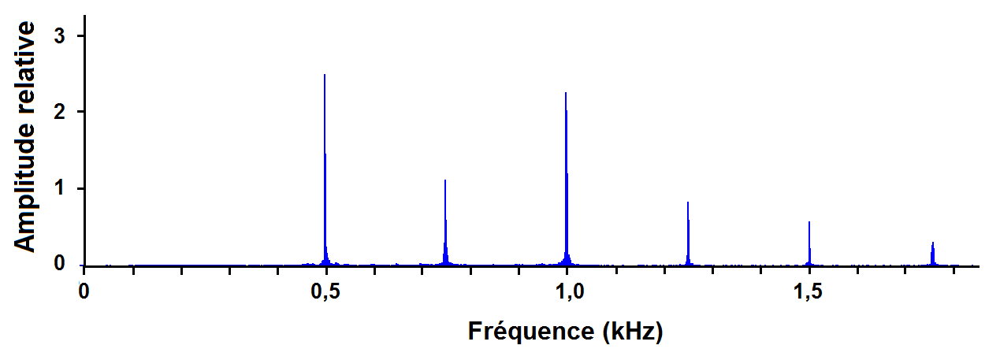 Amplitude relative
3
2
1
0
0 0,5 1,0 1,5
Fréquence (kHz)